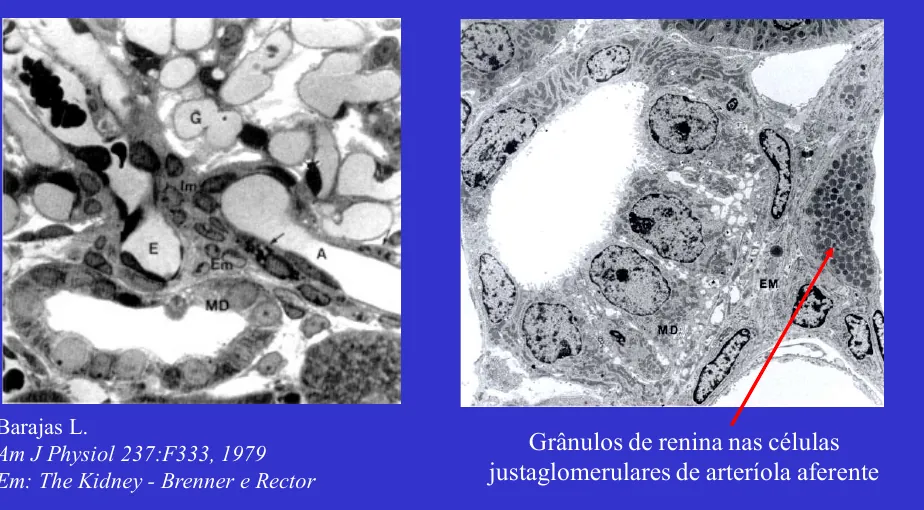 G
Im
E
A
Em
MD
EM
MD
Barajas L.
Am J Physiol 237:F333, 1979
Em: The Kidney - Brenner e Rector
Grânulos de renina nas células
justaglomerulares de arteríola aferente